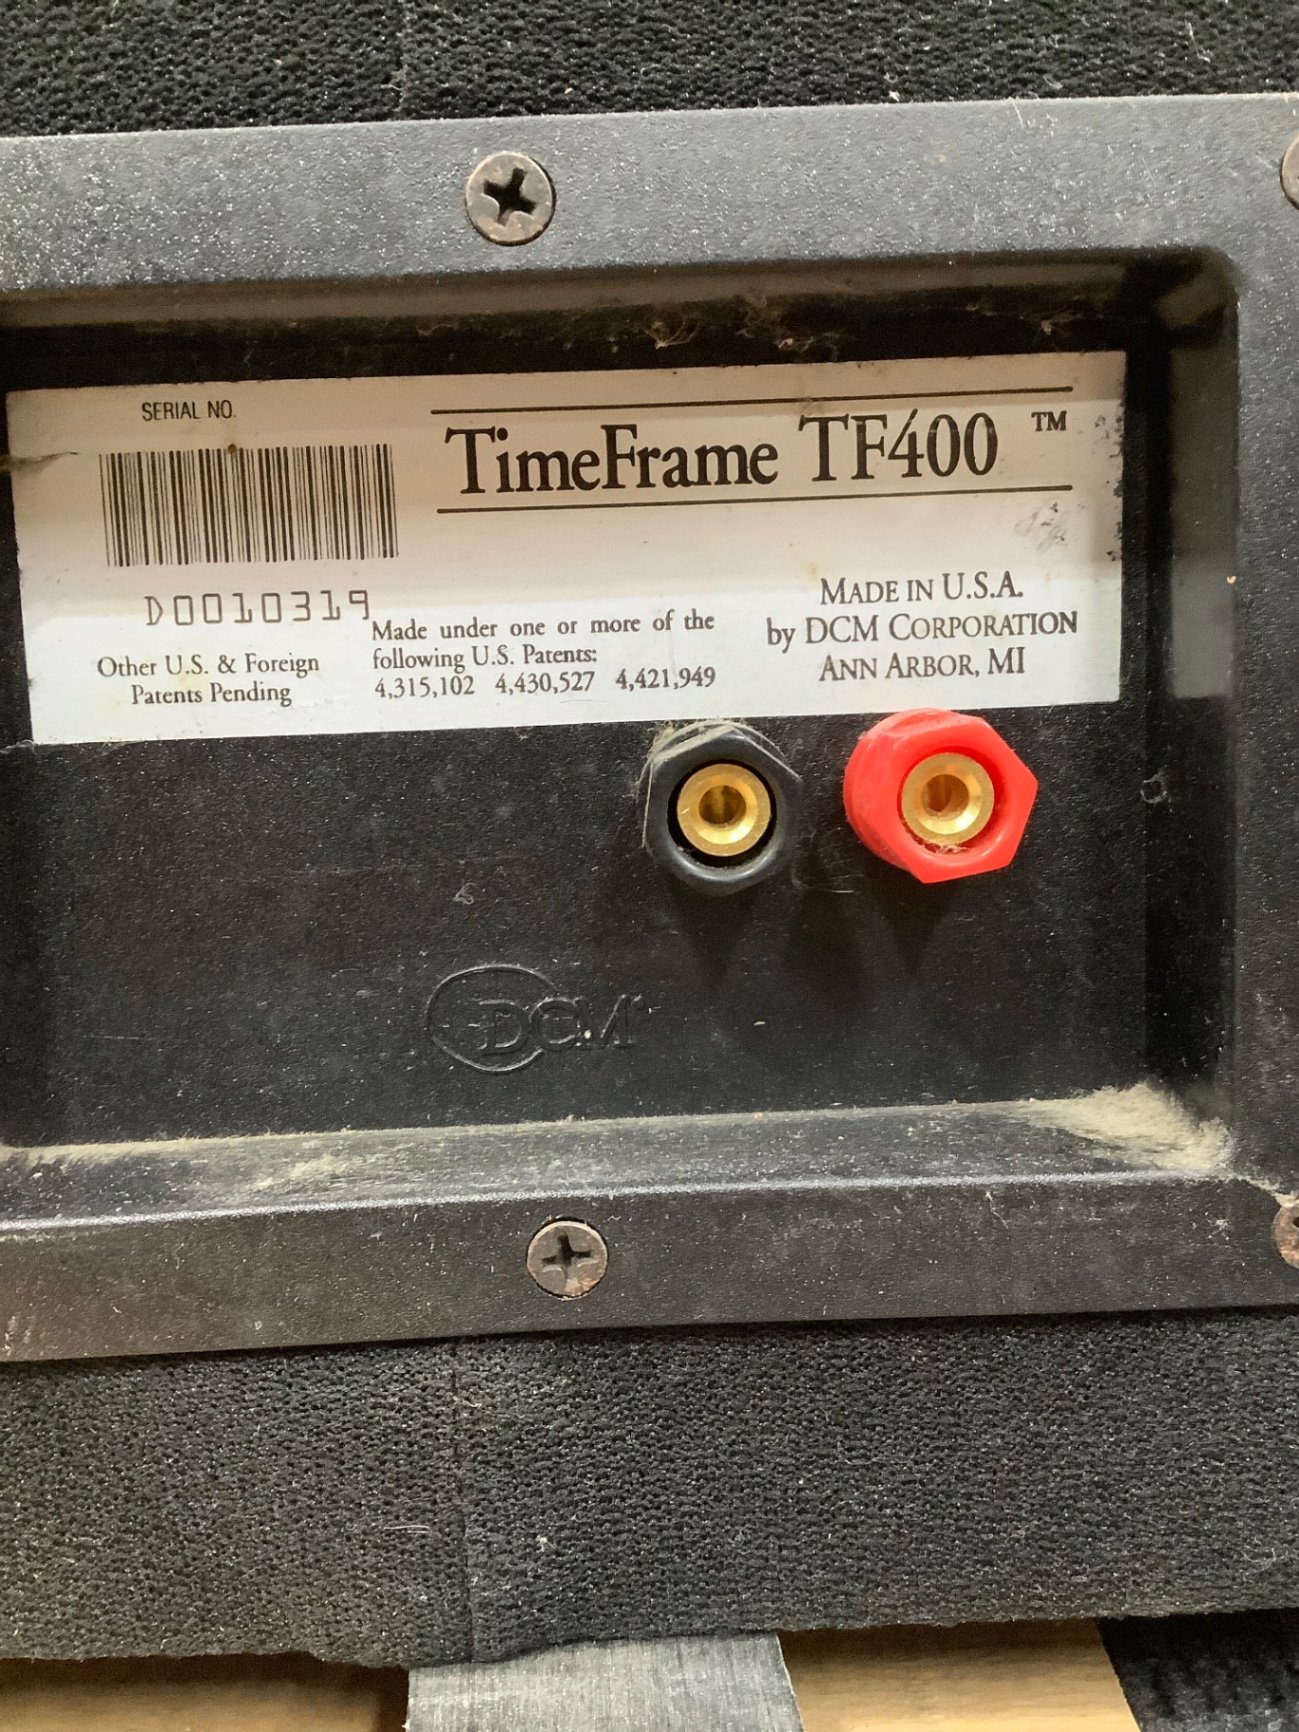 SERIAL NO.
TimeFrame TF400 ™
D0010319
Other U.S. & Foreign
Patents Pending
Made under one or more of the
following U.S. Patents:
4,315,102 4,430,527 4,421,949
MADE IN U.S.A.
by DCM CORPORATION
ANN ARBOR, MI
DCM